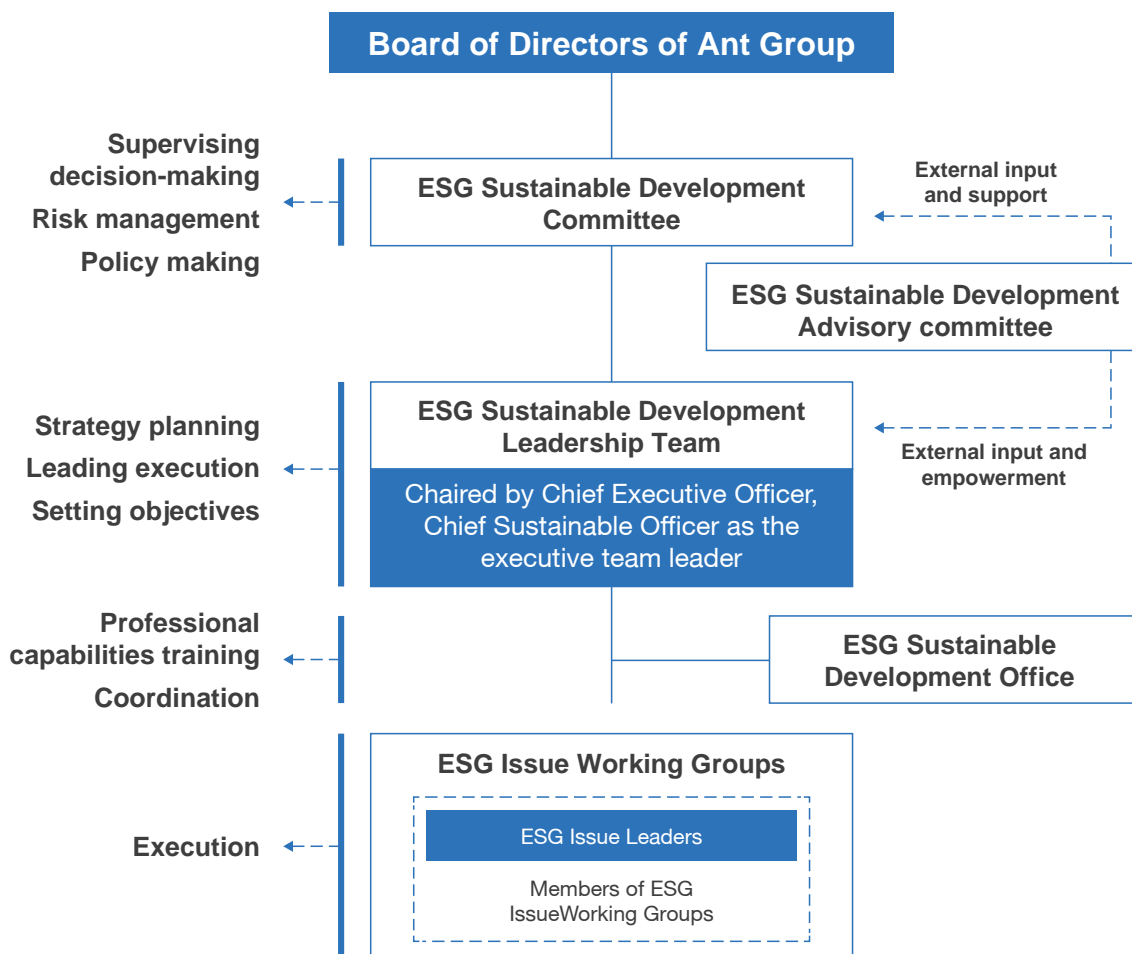 Board of Directors of Ant Group
Supervising
decision-making
Risk management
Policy making
ESG Sustainable Development
Committee
External input
and support
ESG Sustainable Development
Advisory committee
Strategy planning
Leading execution
Setting objectives
ESG Sustainable Development
Leadership Team
Chaired by Chief Executive Officer,
Chief Sustainable Officer as the
executive team leader
External input and
empowerment
Professional
capabilities training
Coordination
ESG Sustainable
Development Office
ESG Issue Working Groups
Execution
ESG Issue Leaders
Members of ESG
IssueWorking Groups